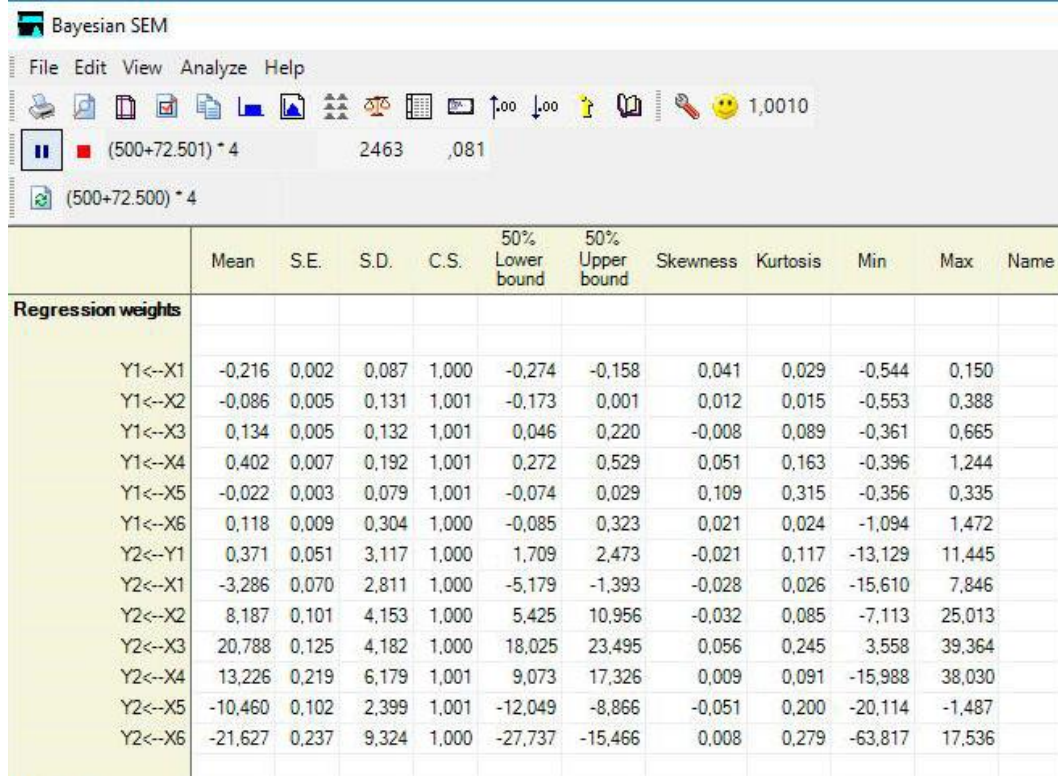 Bayesian SEM
File Edit View Analyze Help
1,0010
(500+72.501) * 4 2463 ,081
(500+72.500) * 4
Mean S.E. S.D. C.S. 50% Lower bound 50% Upper bound Skewness Kurtosis Min Max Name
Regression weights
Y1<--X1 -0,216 0,002 0,087 1,000 -0,274 -0,158 0,041 0,029 -0,544 0,150
Y1<--X2 -0,086 0,005 0,131 1,001 -0,173 0,001 0,012 0,015 -0,553 0,388
Y1<--X3 0,134 0,005 0,132 1,001 0,046 0,220 -0,008 0,089 -0,361 0,665
Y1<--X4 0,402 0,007 0,192 1,001 0,272 0,529 0,051 0,163 -0,396 1,244
Y1<--X5 -0,022 0,003 0,079 1,001 -0,074 0,029 0,109 0,315 -0,356 0,335
Y1<--X6 0,118 0,009 0,304 1,000 -0,085 0,323 0,021 0,024 -1,094 1,472
Y2<--Y1 0,371 0,051 3,117 1,000 1,709 2,473 -0,021 0,117 -13,129 11,445
Y2<--X1 -3,286 0,070 2,811 1,000 -5,179 -1,393 -0,028 0,026 -15,610 7,846
Y2<--X2 8,187 0,101 4,153 1,000 5,425 10,956 -0,032 0,085 -7,113 25,013
Y2<--X3 20,788 0,125 4,182 1,000 18,025 23,495 0,056 0,245 3,558 39,364
Y2<--X4 13,226 0,219 6,179 1,001 9,073 17,326 0,009 0,091 -15,988 38,030
Y2<--X5 -10,460 0,102 2,399 1,001 -12,049 -8,866 -0,051 0,200 -20,114 -1,487
Y2<--X6 -21,627 0,237 9,324 1,000 -27,737 -15,466 0,008 0,279 -63,817 17,536